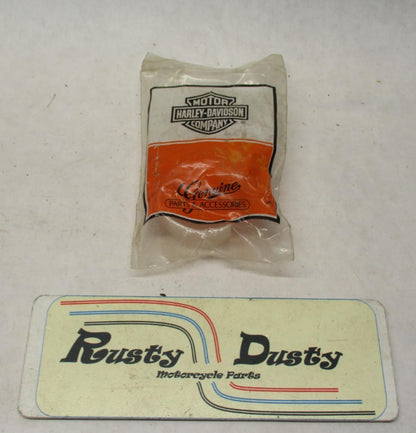 MOTOR
HARLEY-DAVIDSON
COMPANY
Genuine
PARTS & ACCESSORIES
Rusty Dusty
Motorcycle Parts